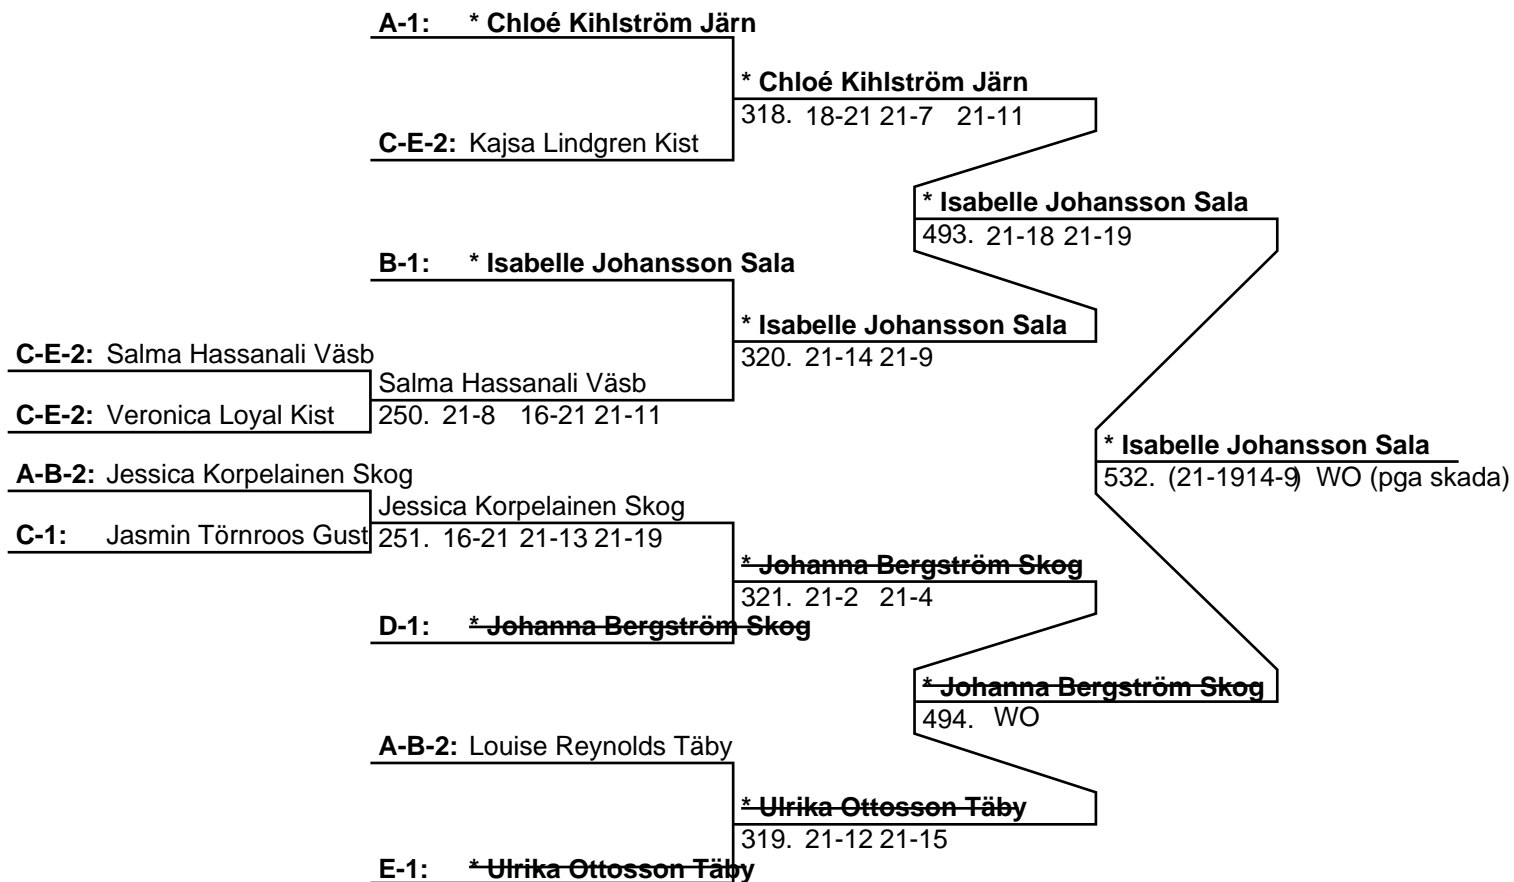 A-1: * Chloé Kihlström Järn
* Chloé Kihlström Järn
318. 18-21 21-7 21-11
C-E-2: Kajsa Lindgren Kist
* Isabelle Johansson Sala
493. 21-18 21-19
B-1: * Isabelle Johansson Sala
* Isabelle Johansson Sala
320. 21-14 21-9
C-E-2: Salma Hassanali Väsb
Salma Hassanali Väsb
250. 21-8 16-21 21-11
C-E-2: Veronica Loyal Kist
* Isabelle Johansson Sala
532. (21-1914-9) WO (pga skada)
A-B-2: Jessica Korpelainen Skog
Jessica Korpelainen Skog
251. 16-21 21-13 21-19
C-1: Jasmin Törnroos Gust
* Johanna Bergström Skog
321. 21-2 21-4
D-1: * Johanna Bergström Skog
* Johanna Bergström Skog
494. WO
A-B-2: Louise Reynolds Täby
* Ulrika Ottosson Täby
319. 21-12 21-15
E-1: * Ulrika Ottosson Täby